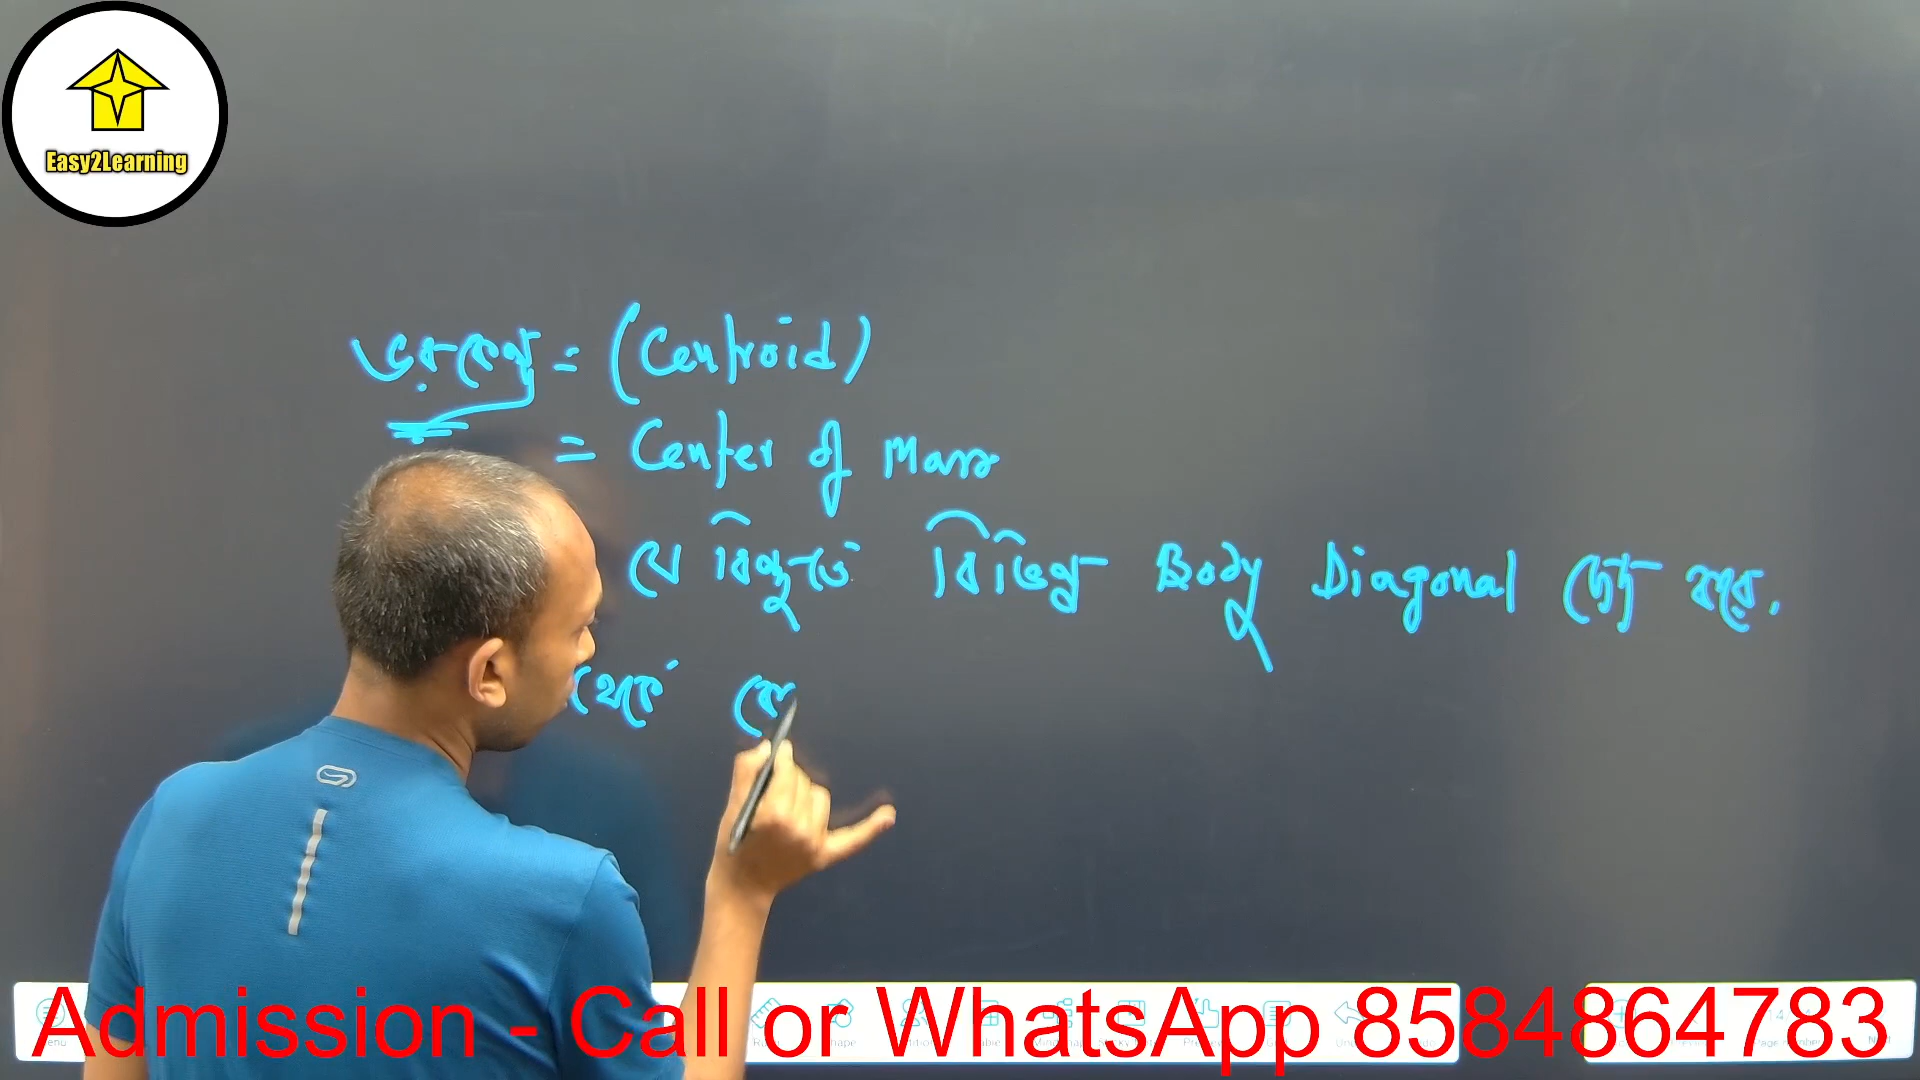 Easy2Learning
ভরকেন্দ্র = (Centroid)
= Center of Mass
যে বিন্দুতে বিভিন্ন Body Diagonal ছেদ করে.
থেকে কে
Admission - Call or WhatsApp 8584864783